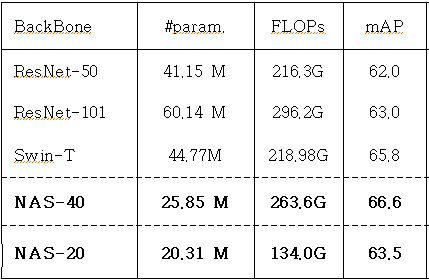 BackBone #param. FLOPs mAP
ResNet-50 41.15 M 216.3G 62.0
ResNet-101 60.14 M 296.2G 63.0
Swin-T 44.77M 218.98G 65.8
NAS-40 25.85 M 263.6G 66.6
NAS-20 20.31 M 134.0G 63.5